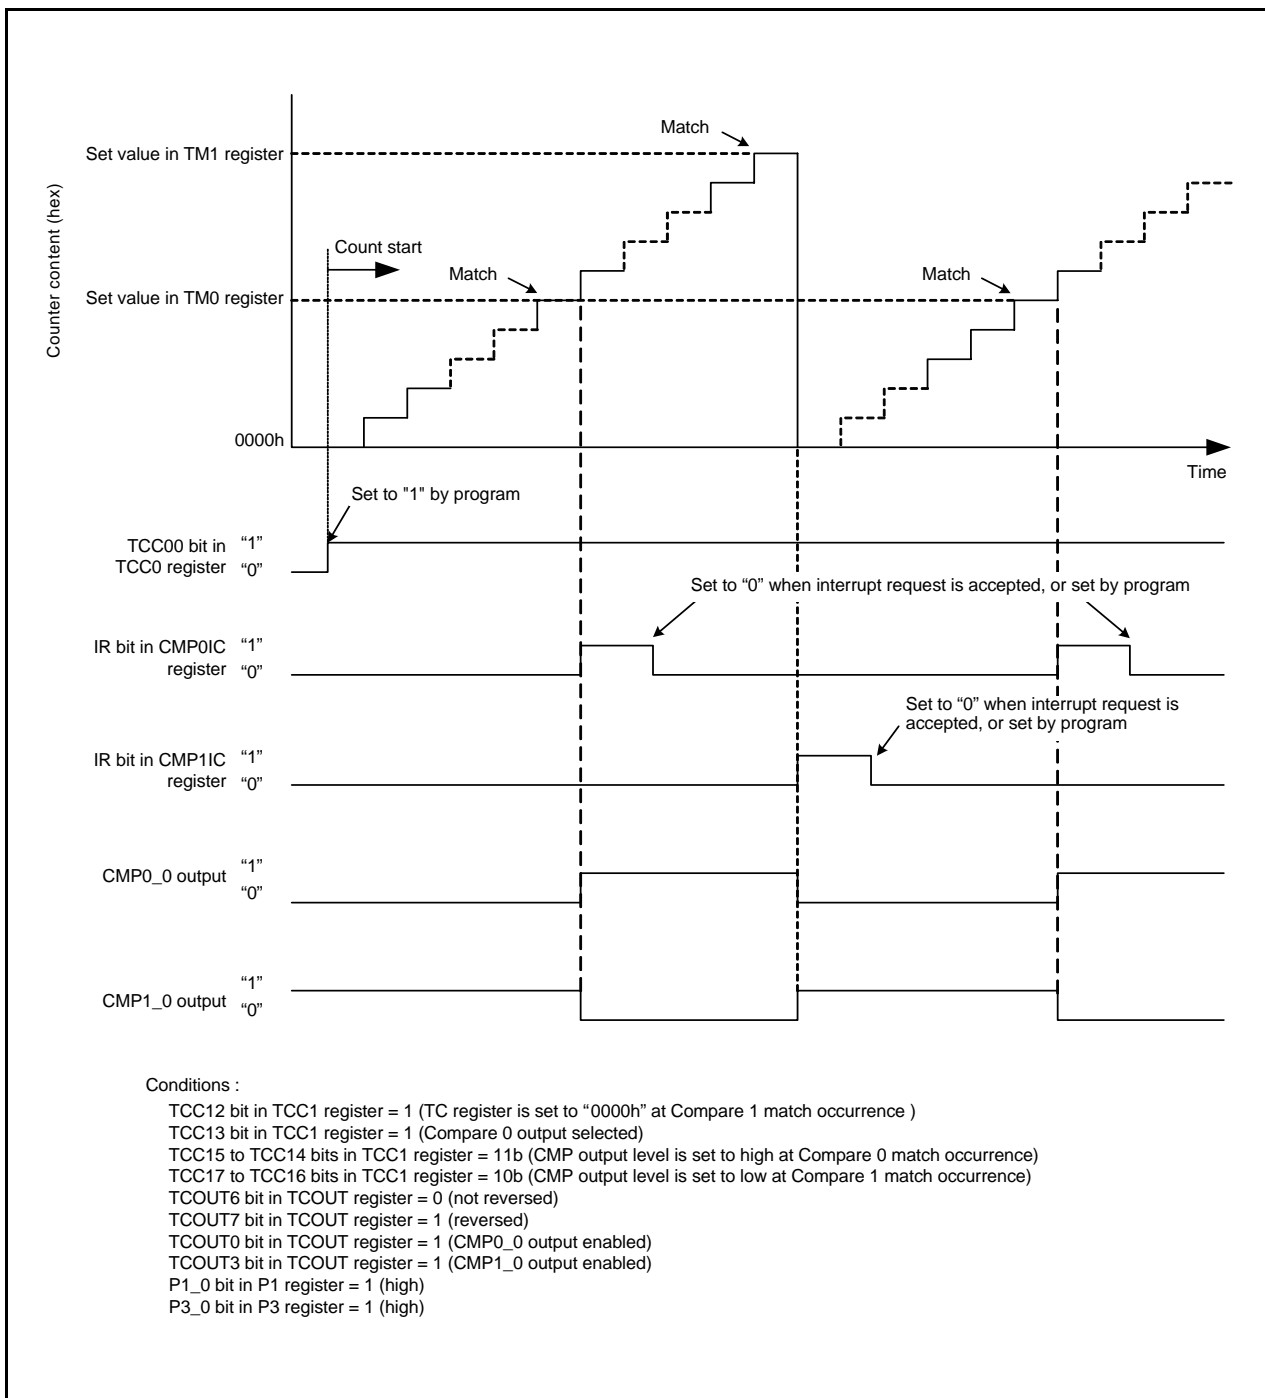 Match
Set value in TM1 register
Counter content (hex)
Count start
Match
Match
Set value in TM0 register
0000h
Time
Set to "1" by program
TCC00 bit in
TCC0 register
“1”
“0”
Set to “0” when interrupt request is accepted, or set by program
IR bit in CMP0IC
register
“1”
“0”
Set to “0” when interrupt request is
accepted, or set by program
IR bit in CMP1IC
register
“1”
“0”
CMP0_0 output
“1”
“0”
CMP1_0 output
“1”
“0”
Conditions :
TCC12 bit in TCC1 register = 1 (TC register is set to “0000h” at Compare 1 match occurrence )
TCC13 bit in TCC1 register = 1 (Compare 0 output selected)
TCC15 to TCC14 bits in TCC1 register = 11b (CMP output level is set to high at Compare 0 match occurrence)
TCC17 to TCC16 bits in TCC1 register = 10b (CMP output level is set to low at Compare 1 match occurrence)
TCOUT6 bit in TCOUT register = 0 (not reversed)
TCOUT7 bit in TCOUT register = 1 (reversed)
TCOUT0 bit in TCOUT register = 1 (CMP0_0 output enabled)
TCOUT3 bit in TCOUT register = 1 (CMP1_0 output enabled)
P1_0 bit in P1 register = 1 (high)
P3_0 bit in P3 register = 1 (high)